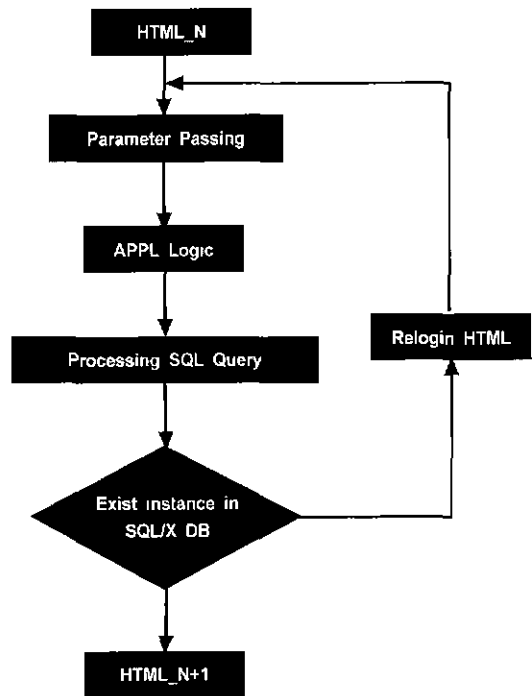 HTML_N
Parameter Passing
APPL Logic
Processing SQL Query
Relogin HTML
Exist instance in
SQL/X DB
HTML_N+1